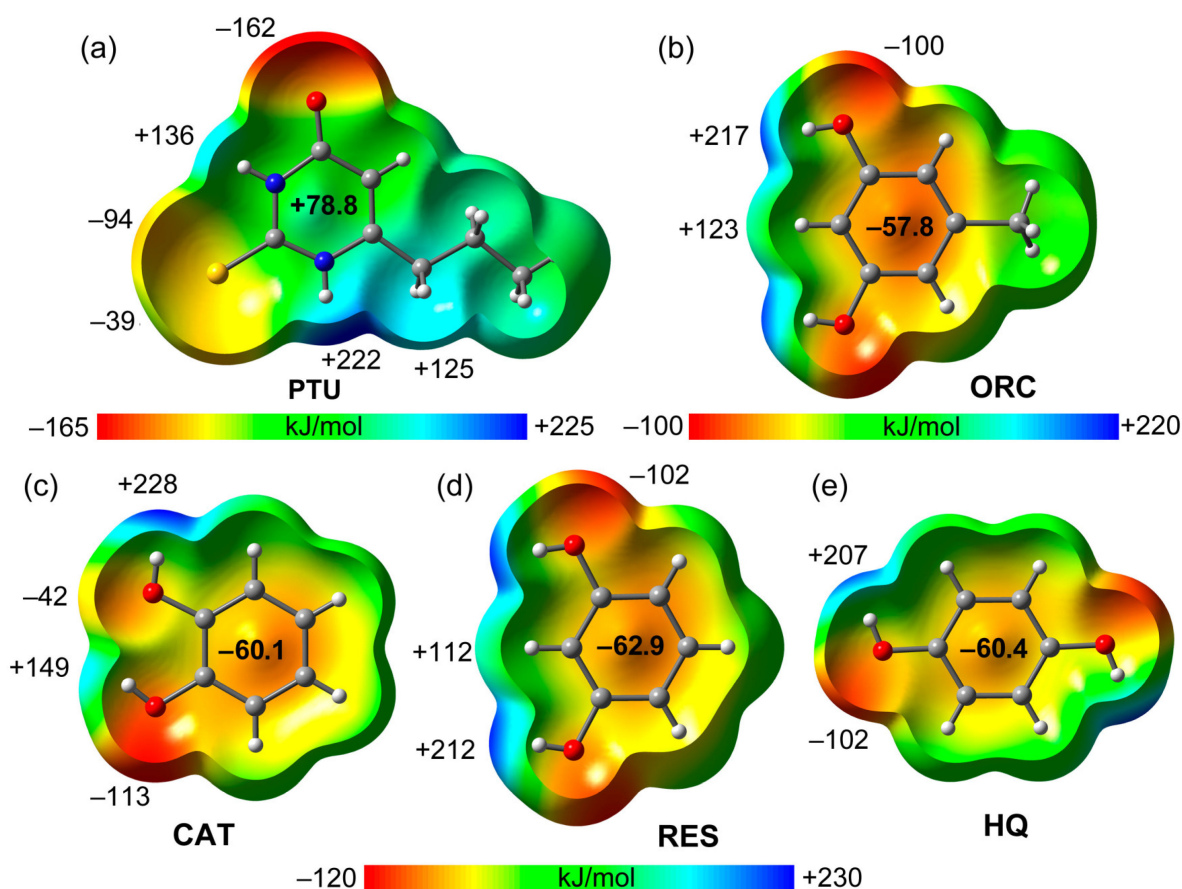 (a)
–162
+136
–94
+78.8
–39
+222
+125
PTU
–165 kJ/mol +225
(b)
–100
+217
+123
–57.8
ORC
–100 kJ/mol +220
(c)
+228
–42
+149
–60.1
–113
CAT
(d)
–102
+112
–62.9
+212
RES
(e)
+207
–60.4
–102
HQ
–120 kJ/mol +230